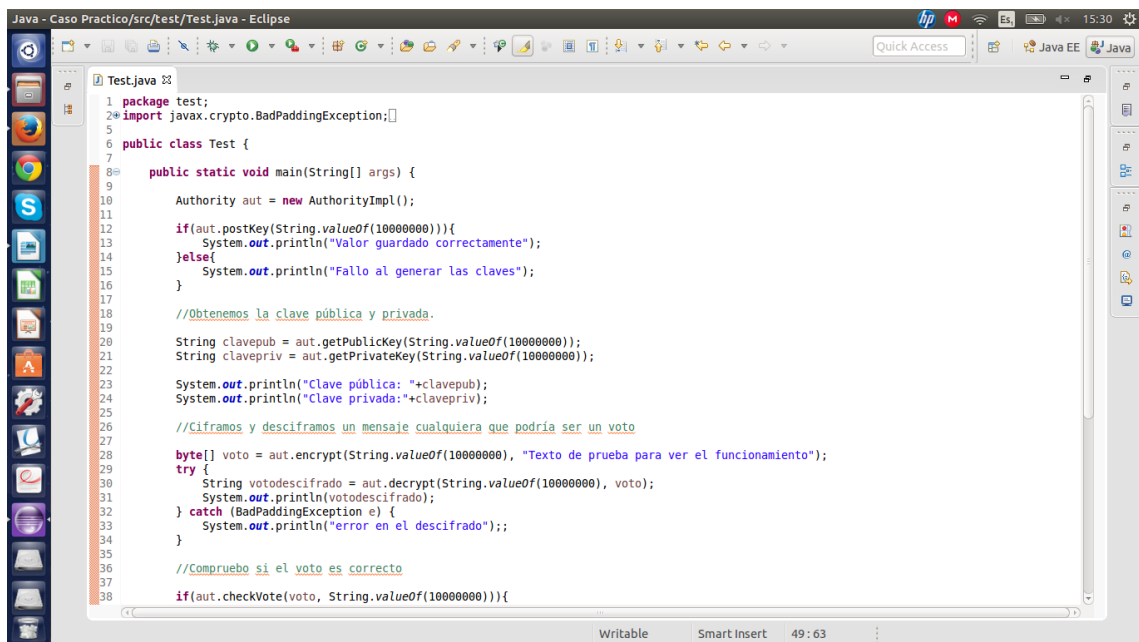 Java - Caso Practico/src/test/Test.java - Eclipse
hp M Es 15:30
Quick Access Java EE Java
Test.java
1 package test;
2 import javax.crypto.BadPaddingException;
5
6 public class Test {
7
8 public static void main(String[] args) {
9
10 Authority aut = new AuthorityImpl();
11
12 if(aut.postKey(String.valueOf(10000000))){
13 System.out.println("Valor guardado correctamente");
14 }else{
15 System.out.println("Fallo al generar las claves");
16 }
17
18 //Obtenemos la clave pública y privada.
19
20 String clavepub = aut.getPublicKey(String.valueOf(10000000));
21 String clavepriv = aut.getPrivateKey(String.valueOf(10000000));
22
23 System.out.println("Clave pública: "+clavepub);
24 System.out.println("Clave privada:"+clavepriv);
25
26 //Ciframos y desciframos un mensaje cualquiera que podría ser un voto
27
28 byte[] voto = aut.encrypt(String.valueOf(10000000), "Texto de prueba para ver el funcionamiento");
29 try {
30 String votodescifrado = aut.decrypt(String.valueOf(10000000), voto);
31 System.out.println(votodescifrado);
32 } catch (BadPaddingException e) {
33 System.out.println("error en el descifrado");;
34 }
35
36 //Compruebo si el voto es correcto
37
38 if(aut.checkVote(voto, String.valueOf(10000000))){
Writable Smart Insert 49:63